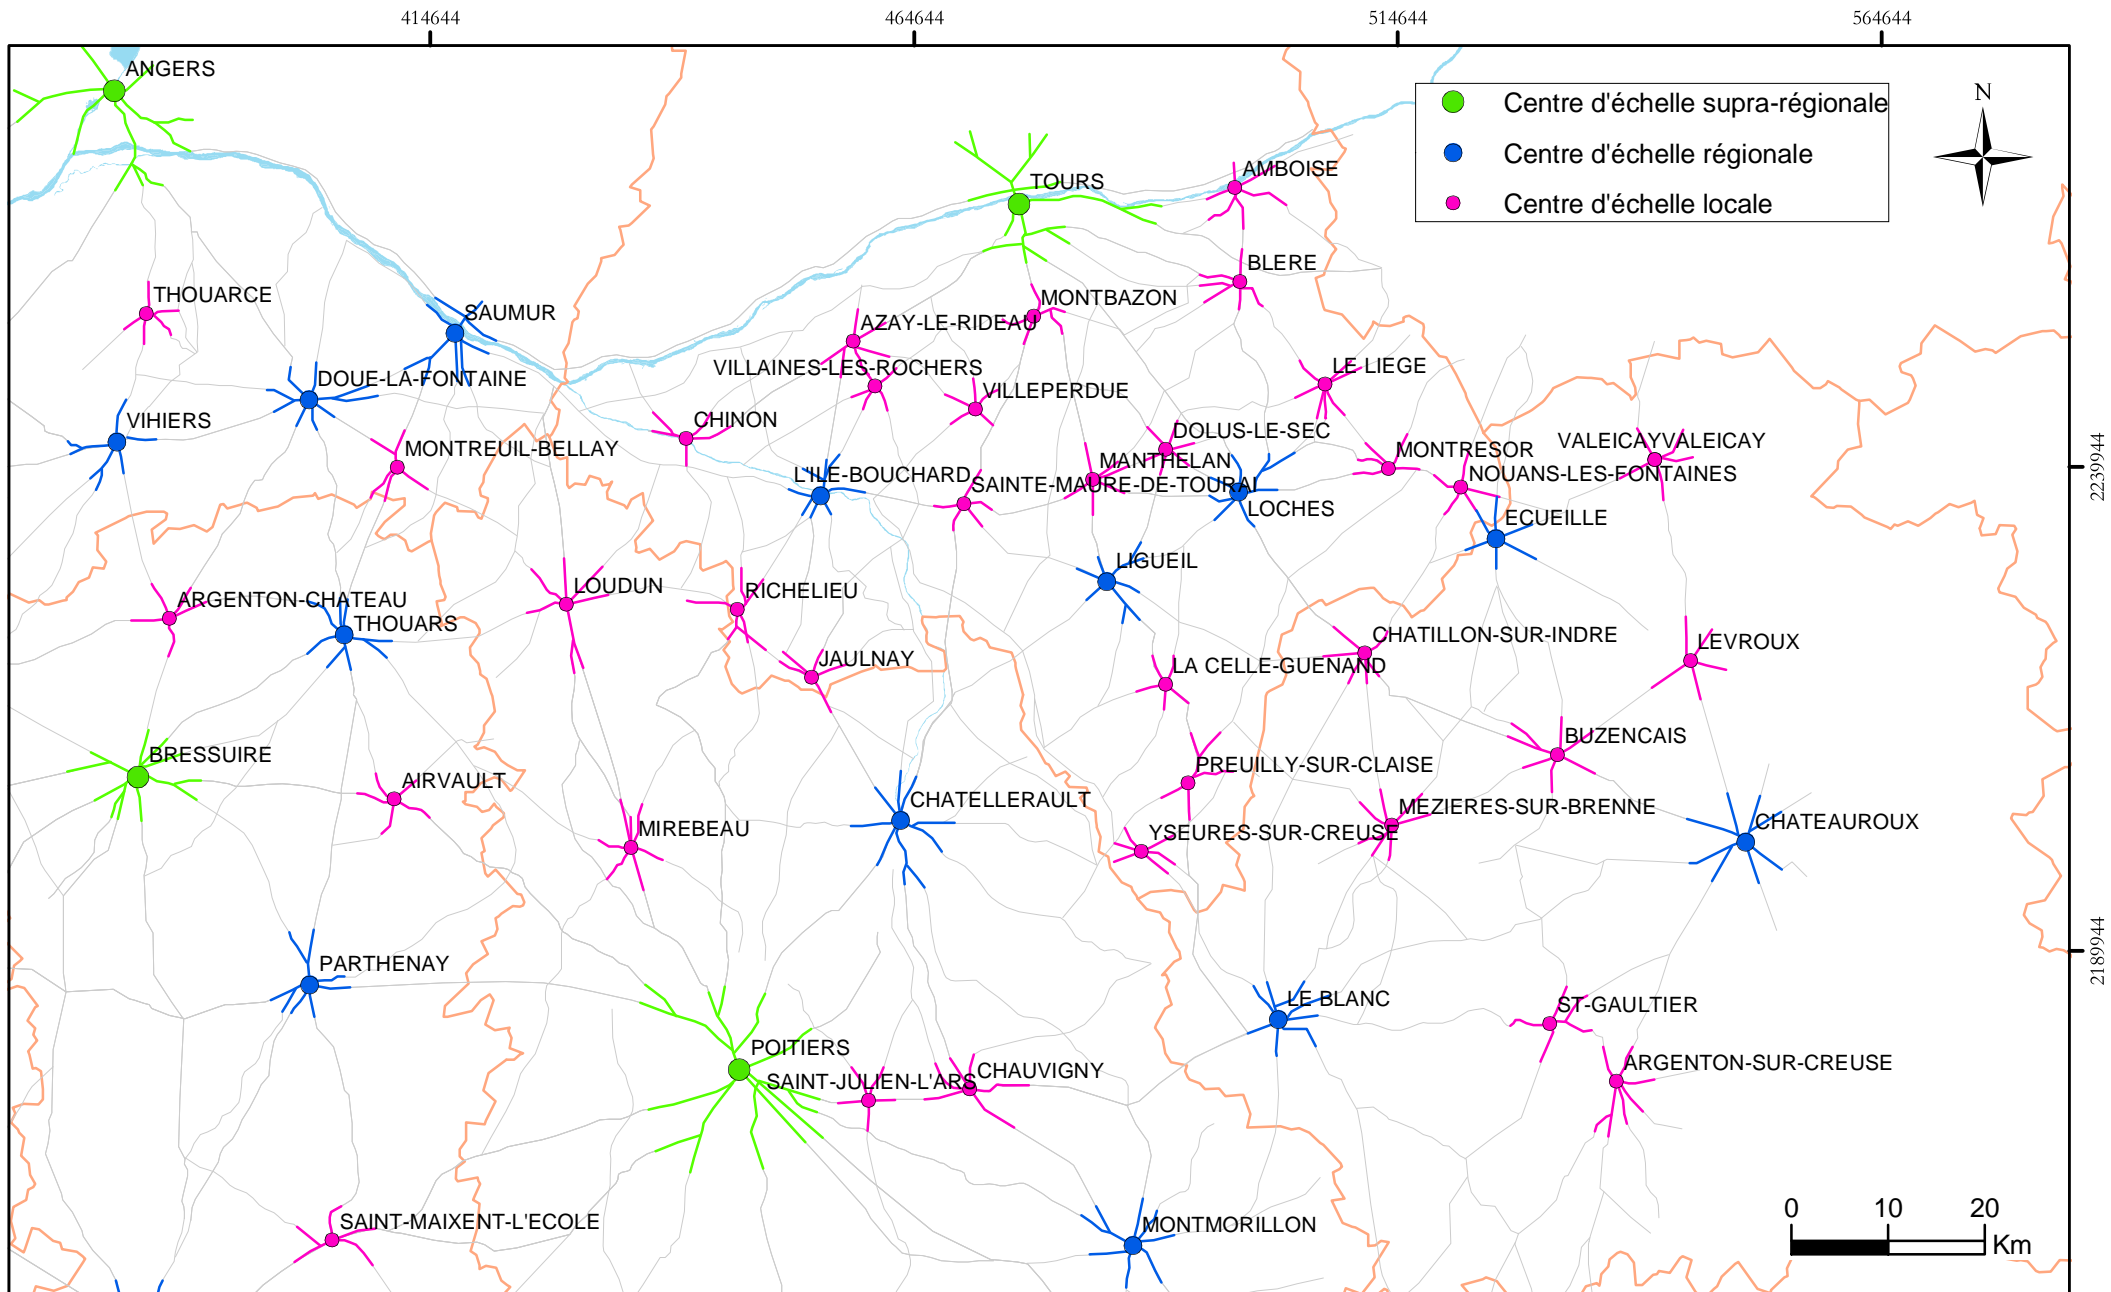 414644
464644
514644
564644
ANGERS
Centre d'échelle supra-régionale
N
Centre d'échelle régionale
AMBOISE
TOURS
Centre d'échelle locale
BLERE
THOUARCE
MONTBAZON
SAUMUR
AZAY-LE-RIDEAU
VILLAINES-LES-ROCHERS
LE LIEGE
DOUE-LA-FONTAINE
VILLEPERDUE
VIHIERS
CHINON
DOLUS-LE-SEC
MONTREUIL-BELLAY
MONTRESOR
VALEICAYVALEICAY
2239944
MANTHELAN
L'ILE-BOUCHARD
NOUANS-LES-FONTAINES
SAINTE-MAURE-DE-TOURAI
LOCHES
ECUEILLE
LIGUEIL
LOUDUN
RICHELIEU
ARGENTON-CHATEAU
THOUARS
CHATILLON-SUR-INDRE
LEVROUX
JAULNAY
LA CELLE-GUENAND
BUZENCAIS
BRESSUIRE
PREUILLY-SUR-CLAISE
AIRVAULT
CHATELLERAULT
MEZIERES-SUR-BRENNE
CHATEAUROUX
MIREBEAU
YSEURES-SUR-CREUSE
2189944
PARTHENAY
LE BLANC
ST-GAULTIER
POITIERS
CHAUVIGNY
ARGENTON-SUR-CREUSE
SAINT-JULIEN-L'ARS
SAINT-MAIXENT-L'ECOLE
MONTMORILLON
0 10 20
Km